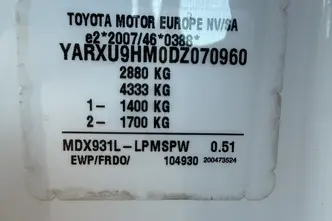 TOYOTA MOTOR EUROPE NV/SA
e2*2007/46*0388*
YARXU9HM0DZ070960
2880 KG
4333 KG
1- 1400 KG
2- 1700 KG
MDX931L-LPMSPW 0.51
EWP/FRDO/ 104930 200473524